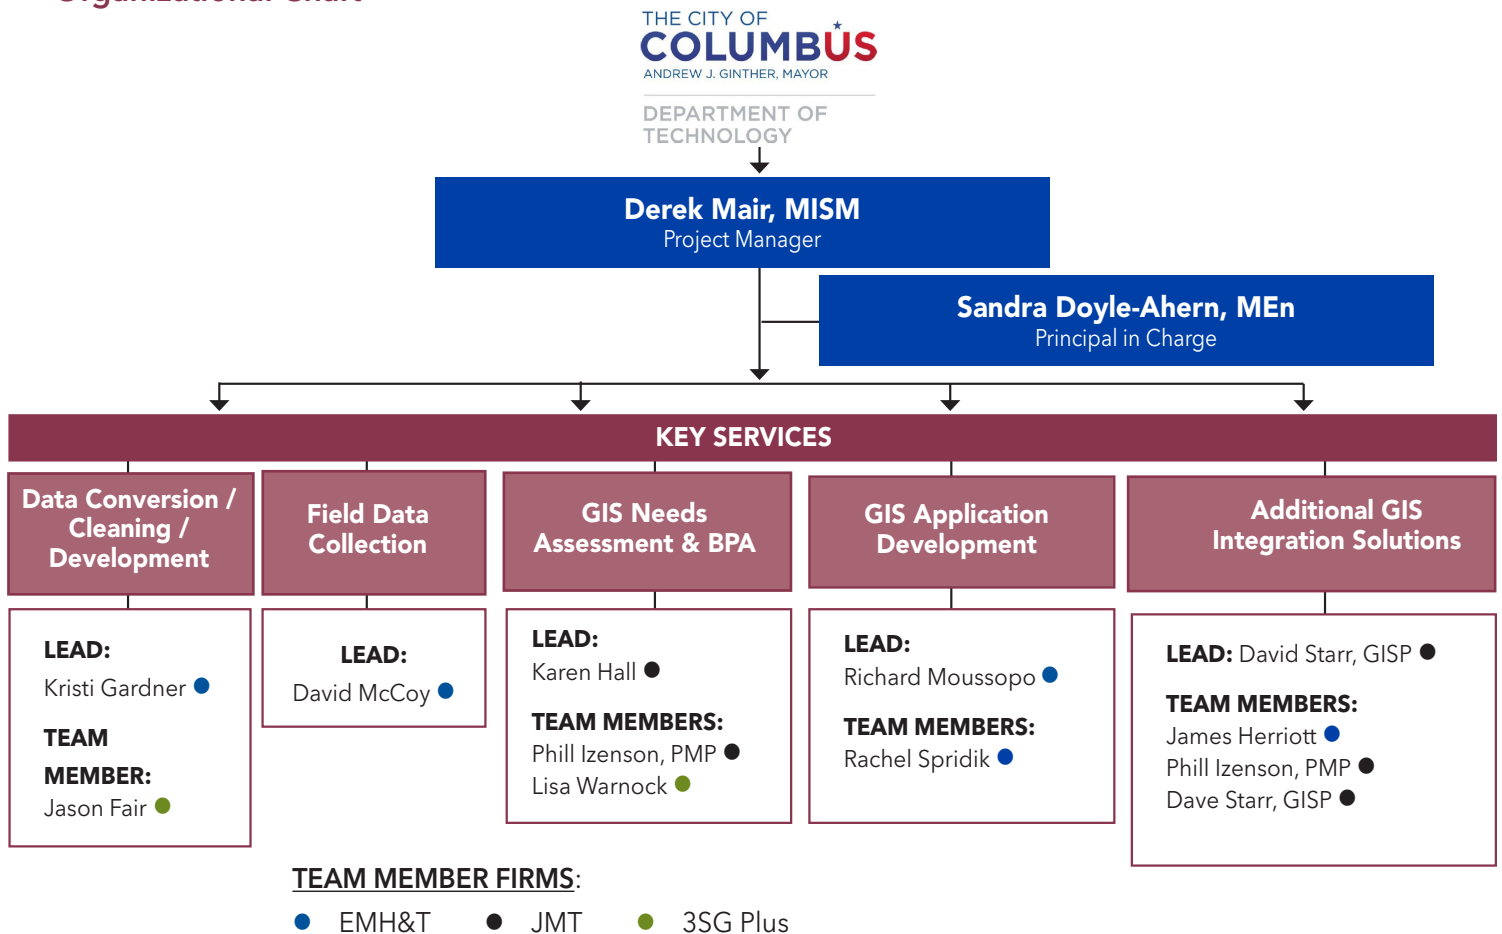 Organizational Chart
THE CITY OF
COLUMBUS
ANDREW J. GINTHER, MAYOR
DEPARTMENT OF
TECHNOLOGY
Derek Mair, MISM
Project Manager
Sandra Doyle-Ahern, MEn
Principal in Charge
KEY SERVICES
Data Conversion /
Cleaning /
Development
Field Data
Collection
GIS Needs
Assessment & BPA
GIS Application
Development
Additional GIS
Integration Solutions
LEAD:
Kristi Gardner
TEAM
MEMBER:
Jason Fair
LEAD:
David McCoy
LEAD:
Karen Hall
TEAM MEMBERS:
Phill Izenson, PMP
Lisa Warnock
LEAD:
Richard Moussopo
TEAM MEMBERS:
Rachel Spridik
LEAD: David Starr, GISP
TEAM MEMBERS:
James Herriott
Phill Izenson, PMP
Dave Starr, GISP
TEAM MEMBER FIRMS:
EMH&T JMT 3SG Plus